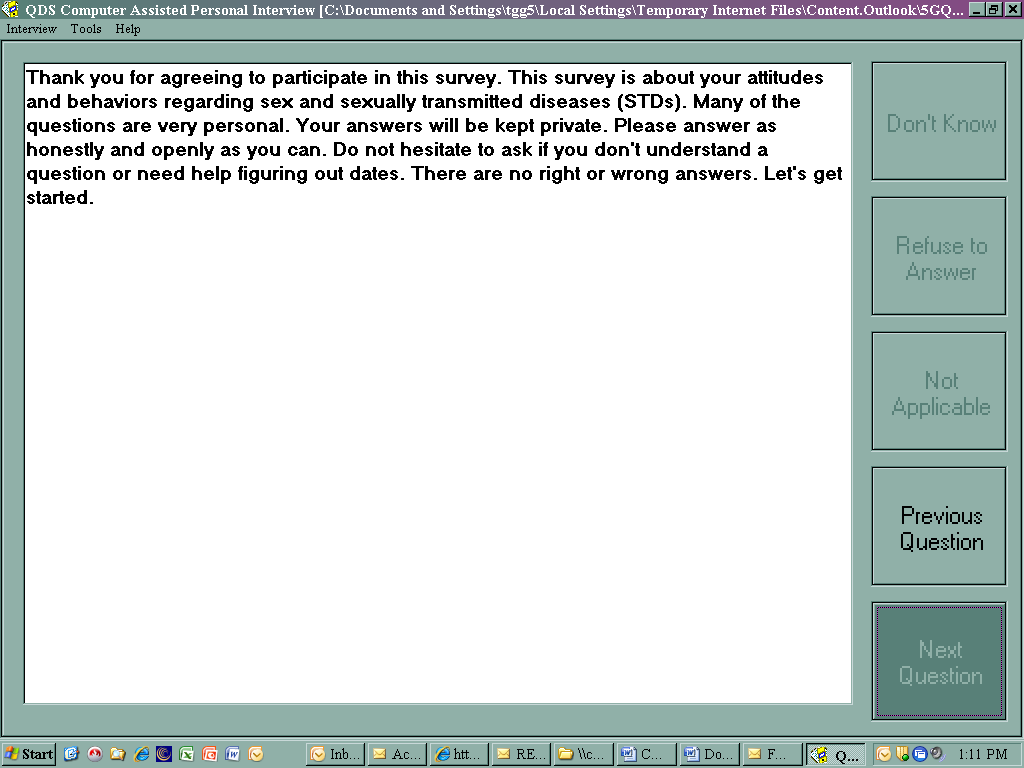 QDS Computer Assisted Personal Interview [C:\Documents and Settings\tgg5\Local Settings\Temporary Internet Files\Content.Outlook\5GQ...
Interview Tools Help
Thank you for agreeing to participate in this survey. This survey is about your attitudes
and behaviors regarding sex and sexually transmitted diseases (STDs). Many of the
questions are very personal. Your answers will be kept private. Please answer as
honestly and openly as you can. Do not hesitate to ask if you don't understand a
question or need help figuring out dates. There are no right or wrong answers. Let's get
started.
Don't Know
Refuse to
Answer
Not
Applicable
Previous
Question
Next
Question
Start Inb... Ac... htt... RE... \\c... C... Do... F... Q... 1:11 PM